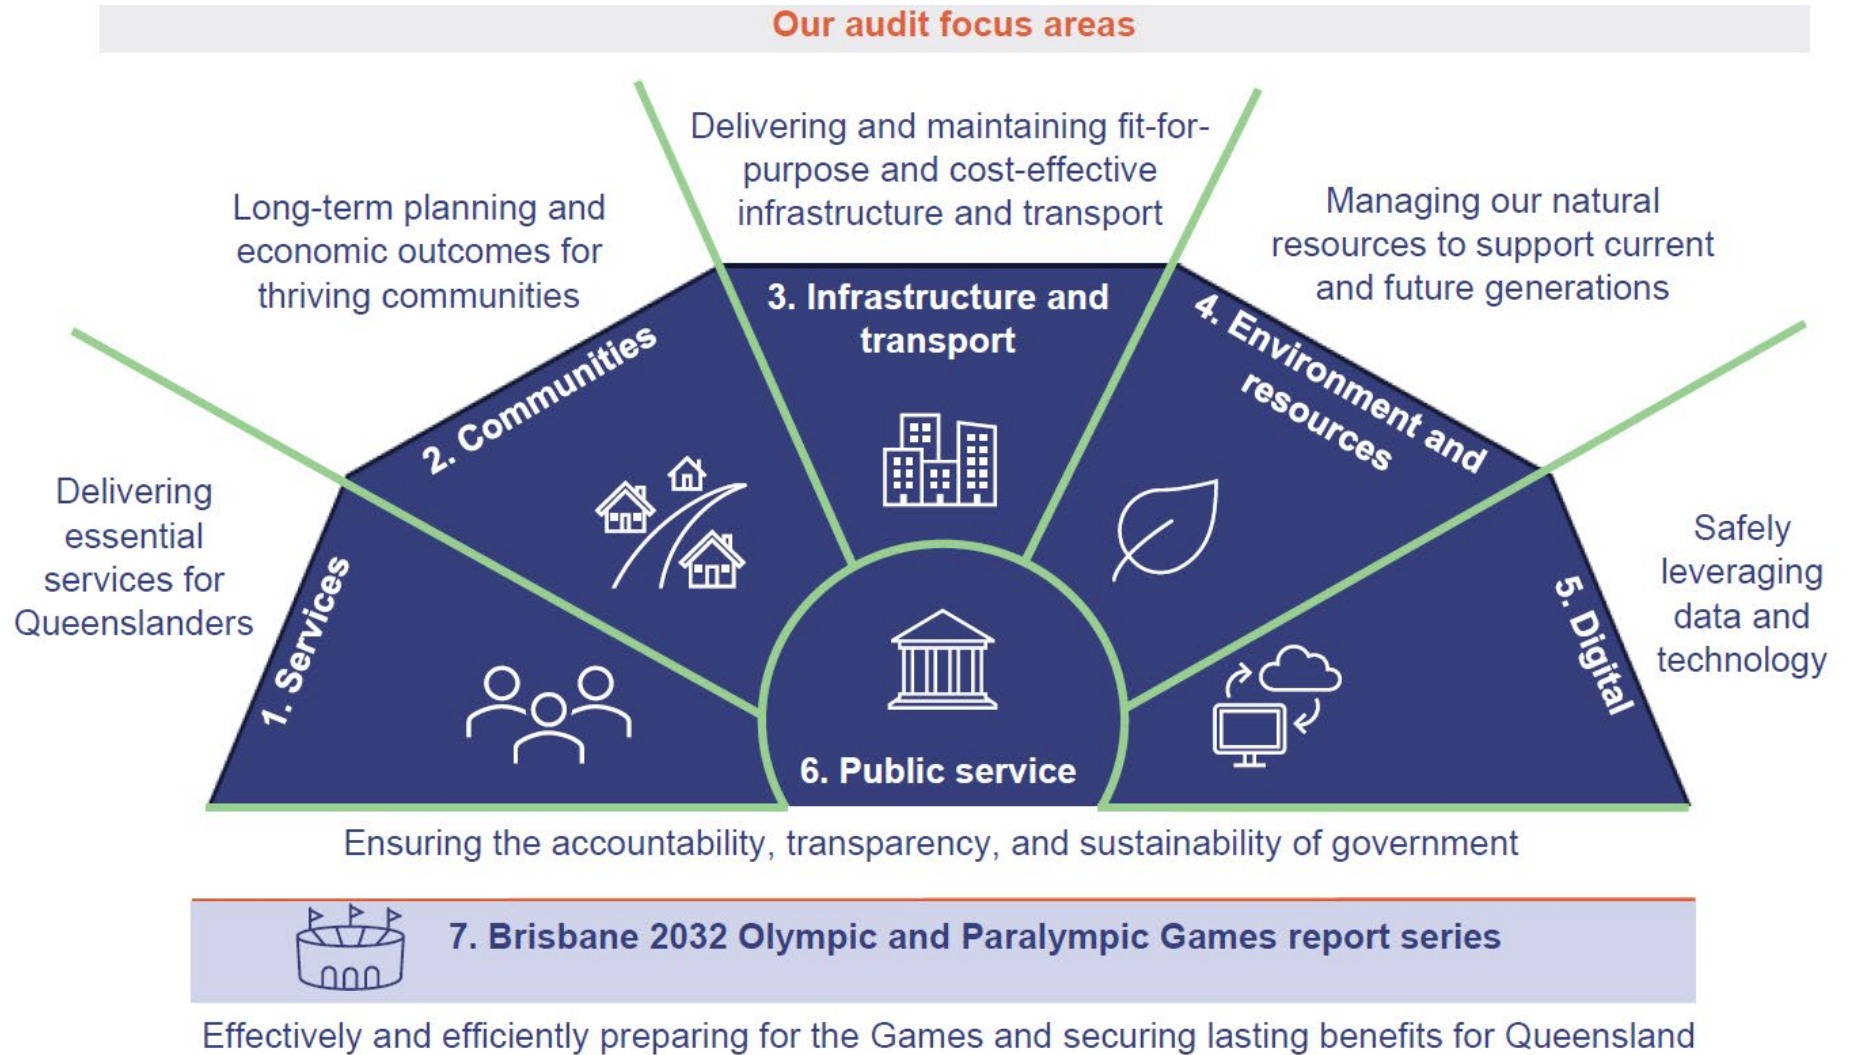 Our audit focus areas
Delivering
essential
services for
Queenslanders
1. Services
Long-term planning and
economic outcomes for
thriving communities
2. Communities
Delivering and maintaining fit-for-
purpose and cost-effective
infrastructure and transport
3. Infrastructure and
transport
Managing our natural
resources to support current
and future generations
4. Environment and
resources
Safely
leveraging
data and
technology
5. Digital
6. Public service
Ensuring the accountability, transparency, and sustainability of government
7. Brisbane 2032 Olympic and Paralympic Games report series
Effectively and efficiently preparing for the Games and securing lasting benefits for Queensland